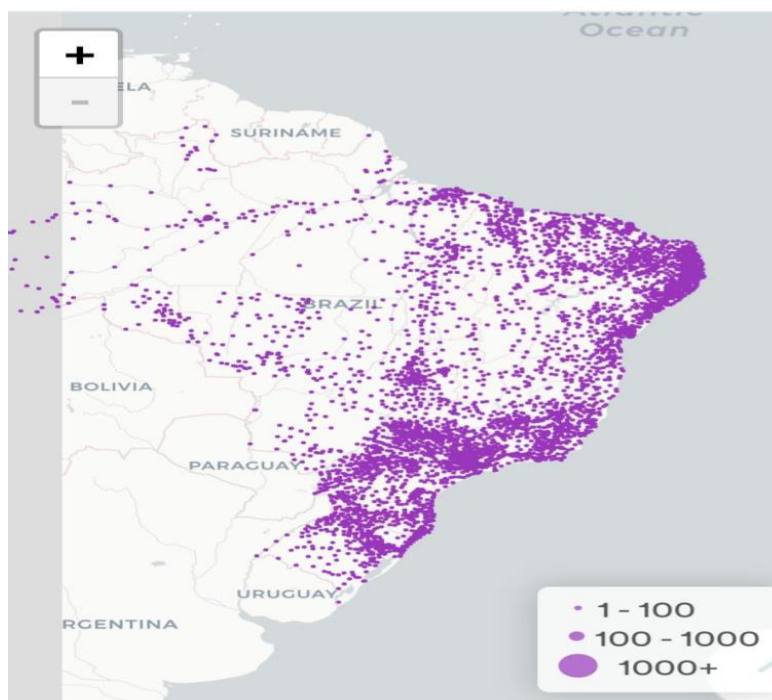 Atlantic
Ocean
+
ELA
-
SURINAME
BRAZIL
BOLIVIA
PARAGUAY
URUGUAY
RGENTINA
1 - 100
100 - 1000
1000+